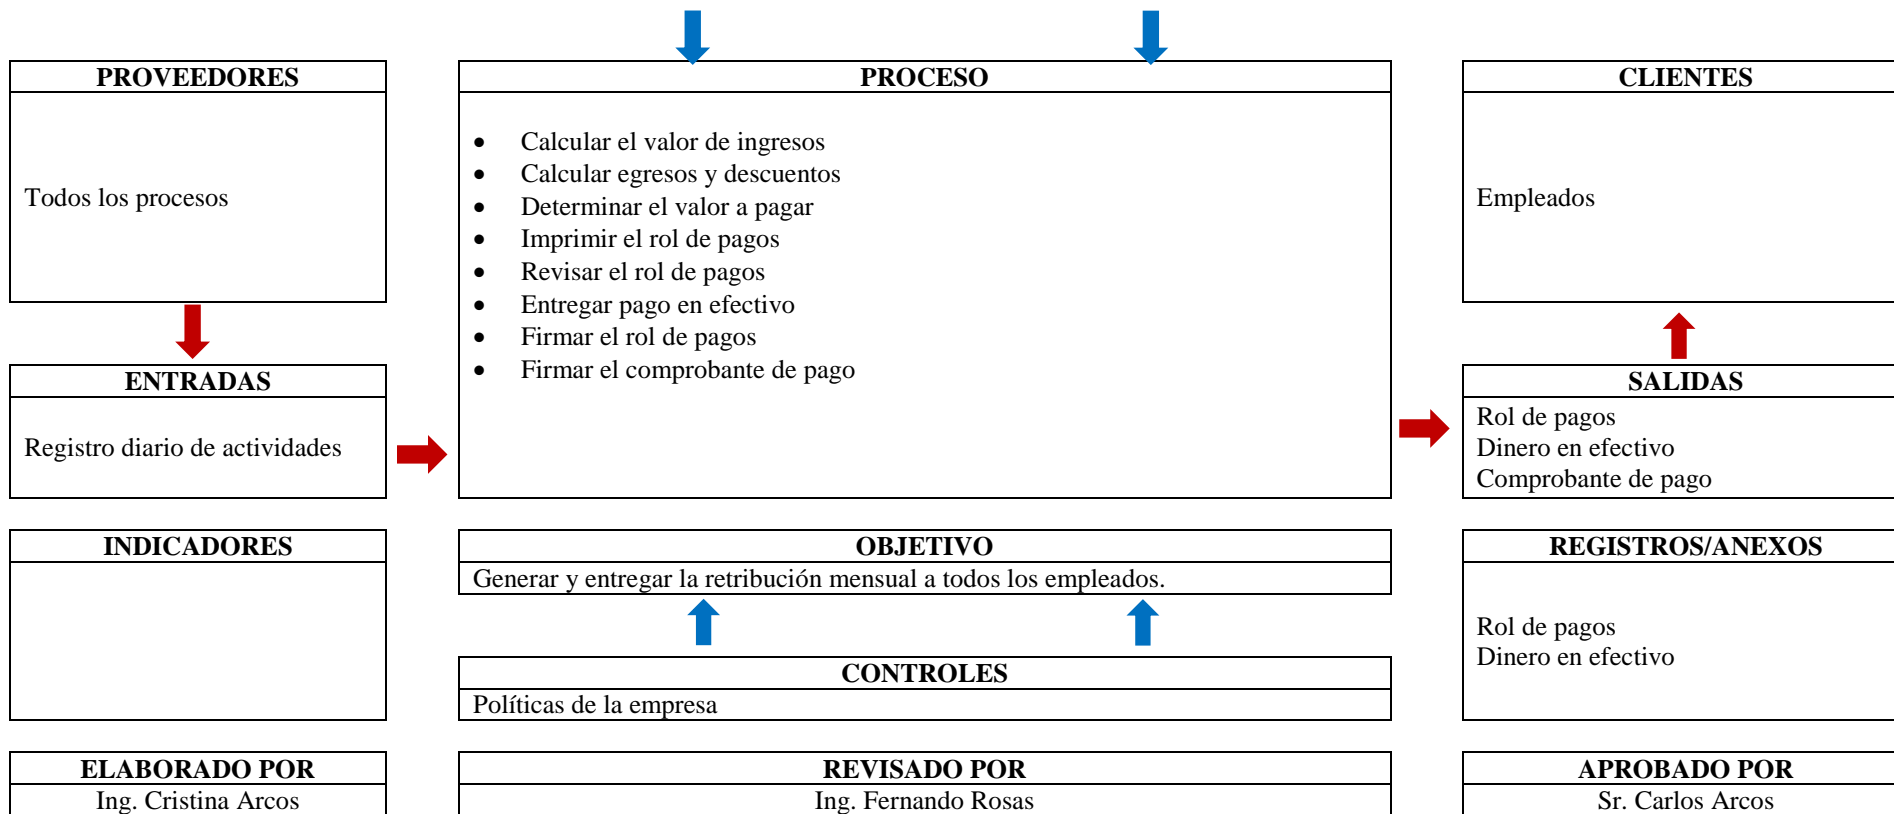 PROVEEDORES
Todos los procesos
ENTRADAS
Registro diario de actividades
PROCESO
• Calcular el valor de ingresos
• Calcular egresos y descuentos
• Determinar el valor a pagar
• Imprimir el rol de pagos
• Revisar el rol de pagos
• Entregar pago en efectivo
• Firmar el rol de pagos
• Firmar el comprobante de pago
CLIENTES
Empleados
SALIDAS
Rol de pagos
Dinero en efectivo
Comprobante de pago
INDICADORES
OBJETIVO
Generar y entregar la retribución mensual a todos los empleados.
CONTROLES
Políticas de la empresa
REGISTROS/ANEXOS
Rol de pagos
Dinero en efectivo
ELABORADO POR
Ing. Cristina Arcos
REVISADO POR
Ing. Fernando Rosas
APROBADO POR
Sr. Carlos Arcos